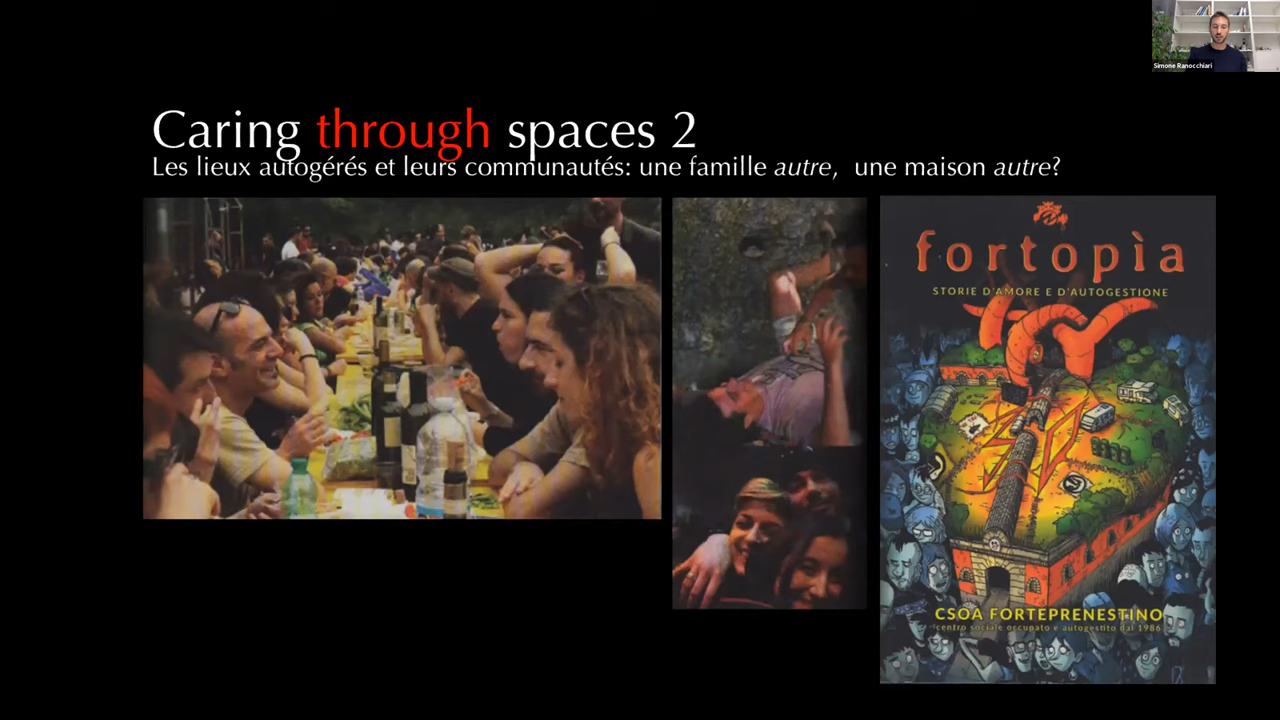 Simone Ranocchiari
Caring through spaces 2
Les lieux autogérés et leurs communautés: une famille autre, une maison autre?
fortopìa
STORIE D'AMORE E D'AUTOGESTIONE
CSOA FORTEPRENESTINO
centro sociale occupato e autogestito dal 1986